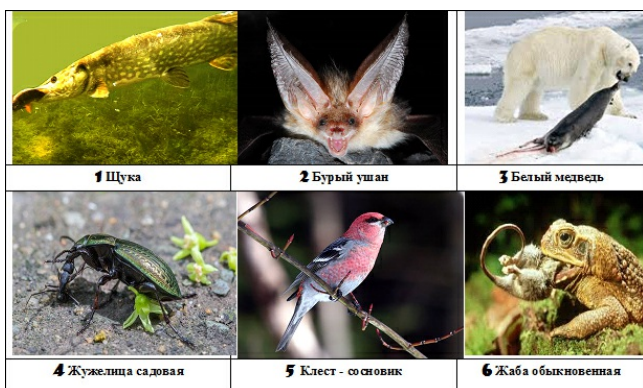 1 Щука
2 Бурый ушан
3 Белый медведь
4 Жужелица садовая
5 Клест - сосновик
6 Жаба обыкновенная